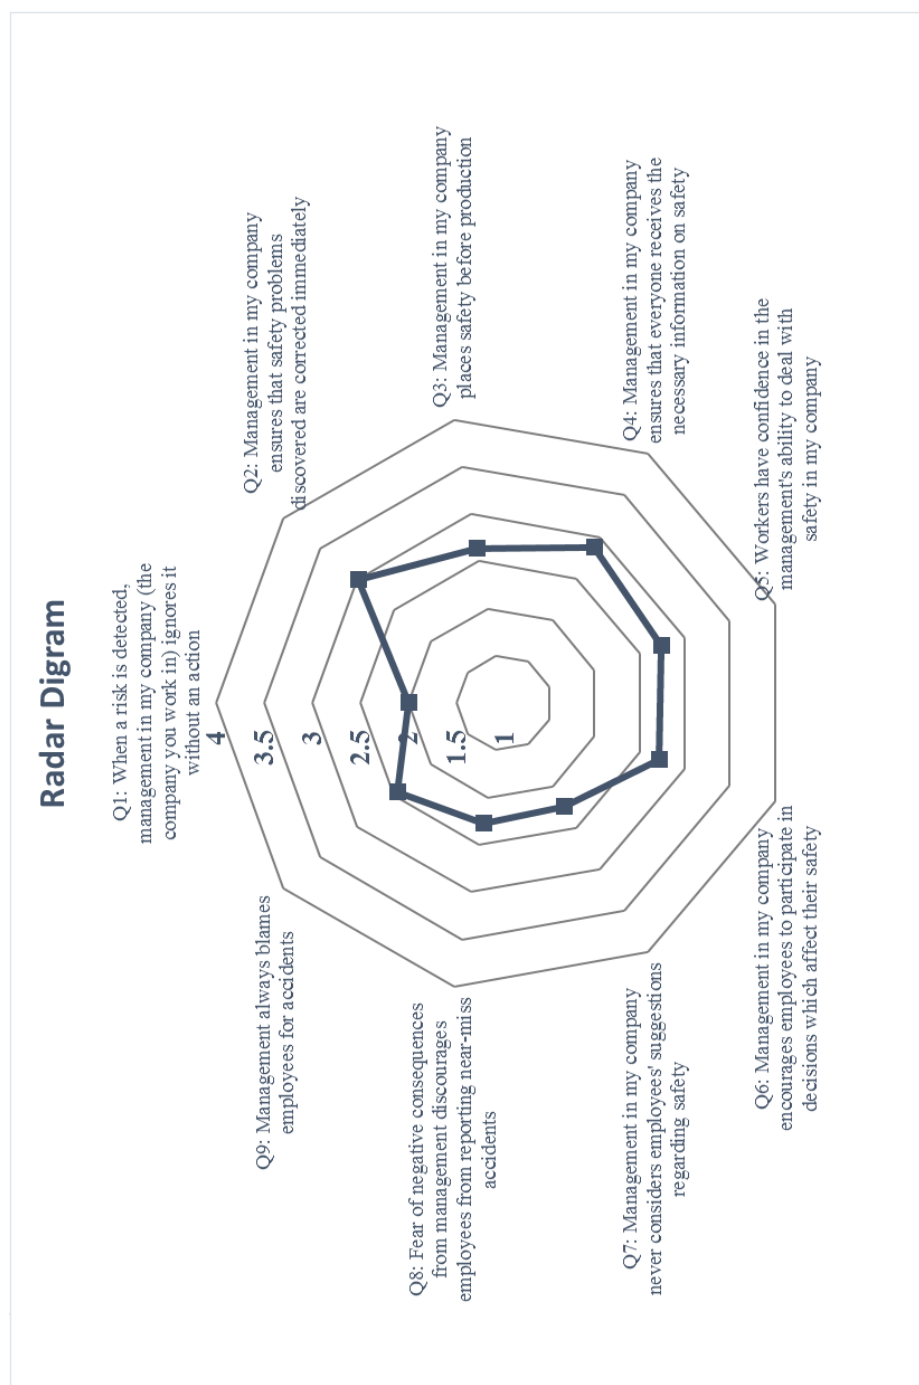 Radar Digram
Q1: When a risk is detected,
management in my company (the
company you work in) ignores it
without an action
Q2: Management in my company
ensures that safety problems
discovered are corrected immediately
Q3: Management in my company
places safety before production
Q4: Management in my company
ensures that everyone receives the
necessary information on safety
Q5: Workers have confidence in the
management's ability to deal with
safety in my company
Q6: Management in my company
encourages employees to participate in
decisions which affect their safety
Q7: Management in my company
never considers employees' suggestions
regarding safety
Q8: Fear of negative consequences
from management discourages
employees from reporting near-miss
accidents
Q9: Management always blames
employees for accidents
4
3.5
3
2.5
2
1.5
1